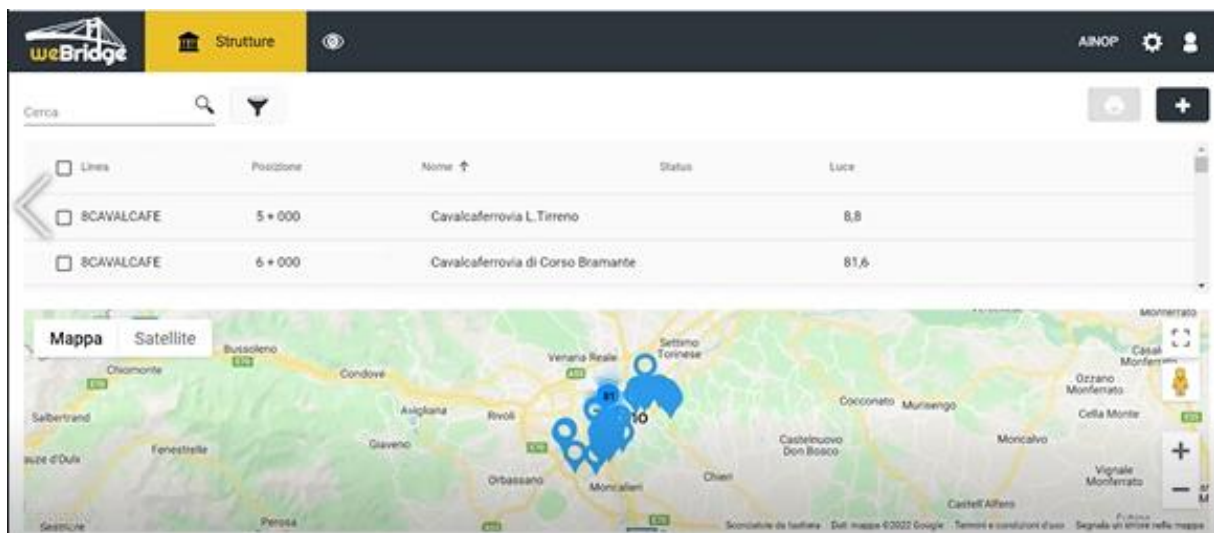 weBridge
Strutture
AINOP
Cerca
Linea Posizione Nome Status Luce
8CAVALCAFE 5 + 000 Cavalcaferrovia L.Tirreno 8,8
8CAVALCAFE 6 + 000 Cavalcaferrovia di Corso Bramante 81,6
Mappa Satellite
Monferrato
Bussoleno
Settimo Torinese
Venaria Reale
Chiomonte
Condove
Ozzano Monferrato
Salbertrand
Avigliana
Rivoli
81
Cocconato
Murisengo
Cella Monte
Fenestrelle
Giaveno
Castelnuovo Don Bosco
Moncalvo
Orbassano
Moncalieri
Chieri
Vignale Monferrato
Castell'Alfero
Perosa
Scorciatoie da tastiera Dati mappa ©2022 Google Termini e condizioni d'uso Segnala un errore nella mappa